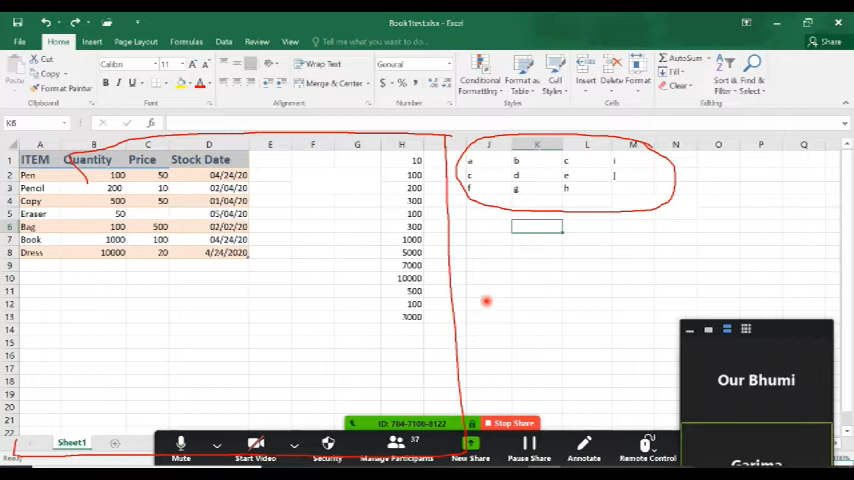 Book1test.xlsx - Excel
File Home Insert Page Layout Formulas Data Review View Tell me what you want to do... Share
Cut
Copy
Format Painter
Paste
Calibri 11
General
Wrap Text
Merge & Center
B I U
$ % ,
Conditional Formatting
Format as Table
Cell Styles
Insert Delete Format
AutoSum
Fill
Clear
Sort & Filter
Find & Select
Clipboard Font Alignment Number Styles Cells Editing
K6 fx
A B C D E F G H J K L M N O P Q
1 ITEM Quantity Price Stock Date 10 a b c i
2 Pen 100 50 04/24/20 100 c d e j
3 Pencil 200 10 04/24/20 200 f g h
4 Copy 500 50 01/04/20 300
5 Eraser 50 05/04/20 100
6 Bag 100 500 02/02/20 300
7 Book 1000 100 04/24/20 1000
8 Dress 10000 20 4/24/2020 5000
9 7000
10 10000
11 500
12 100
13 3000
14
15
16
17
18
19
20
21
22
Our Bhumi
ID: 704-7106-8122 Stop Share
Sheet1
37
Mute Start Video Security Manage Participants New Share Pause Share Annotate Remote Control
Garima
Ready